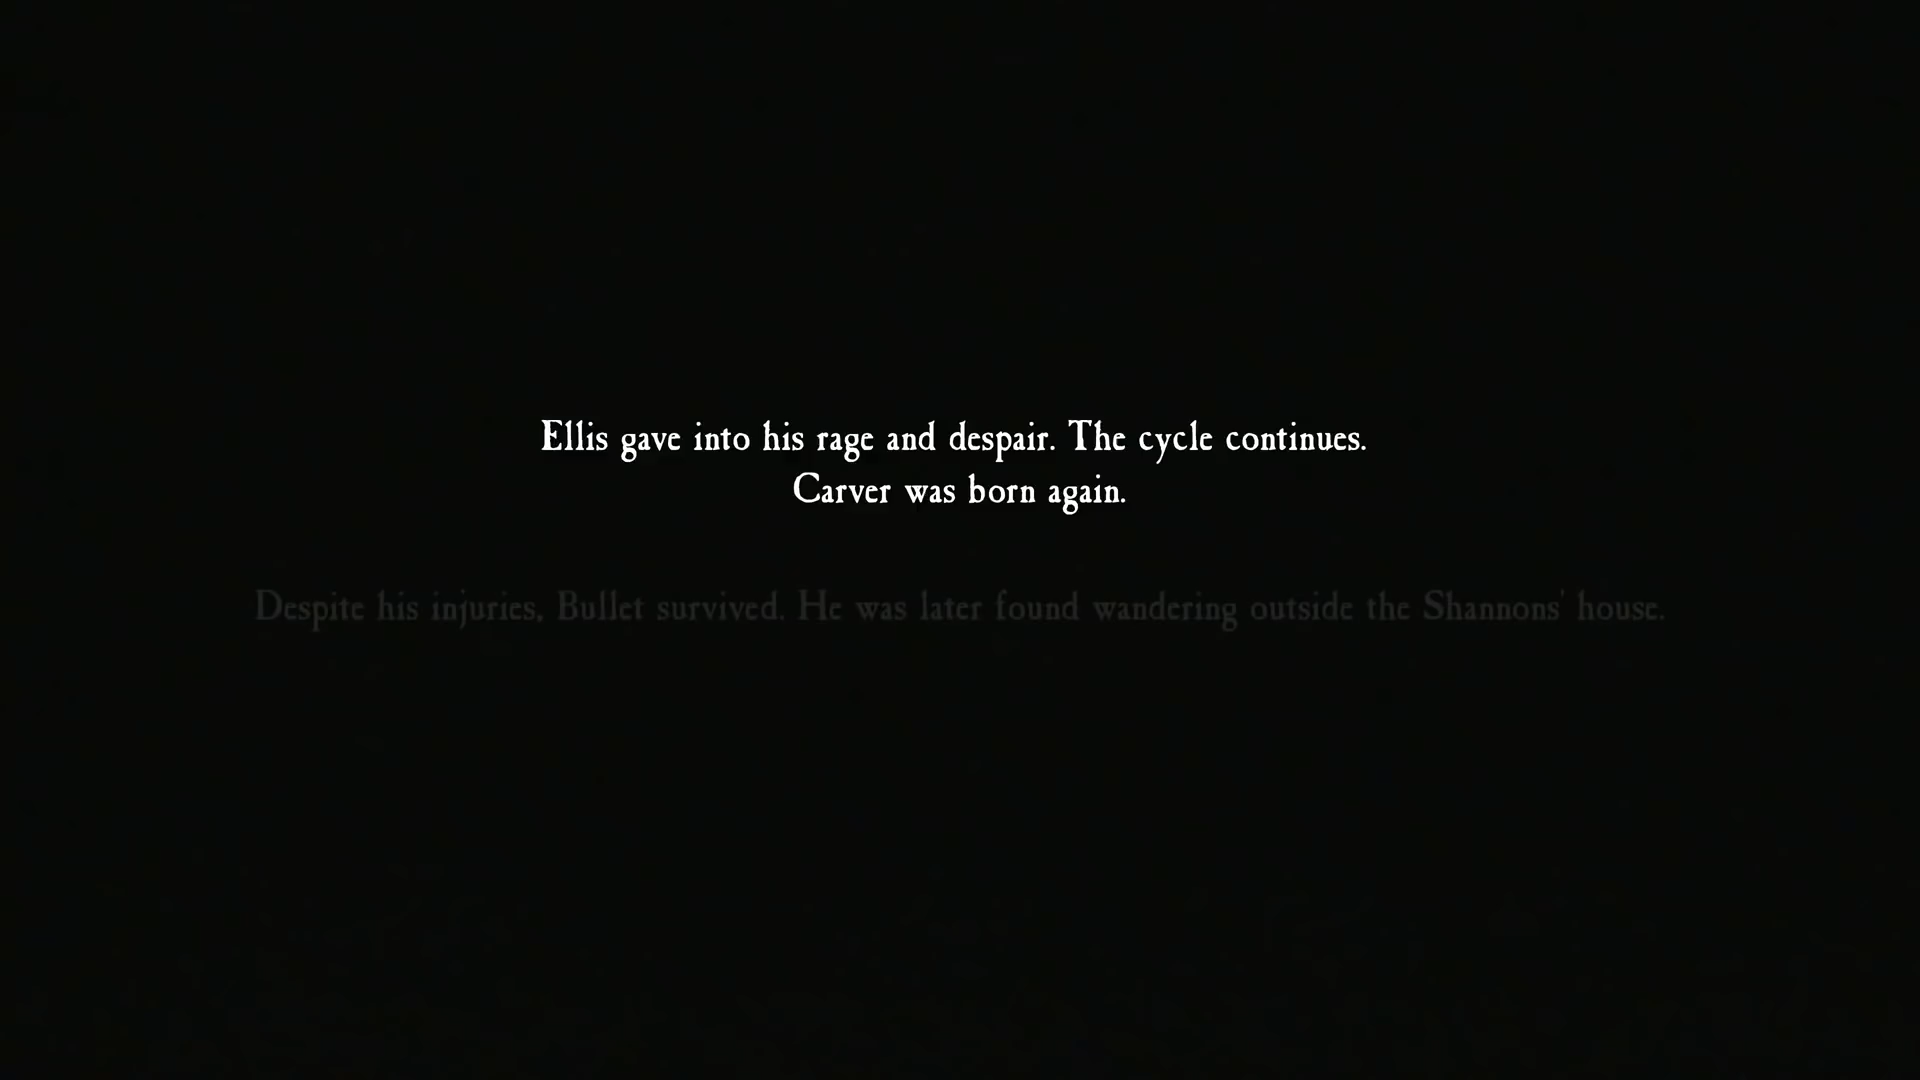 Ellis gave into his rage and despair. The cycle continues.
Carver was born again.
Despite his injuries, Bullet survived. He was later found wandering outside the Shannons' house.